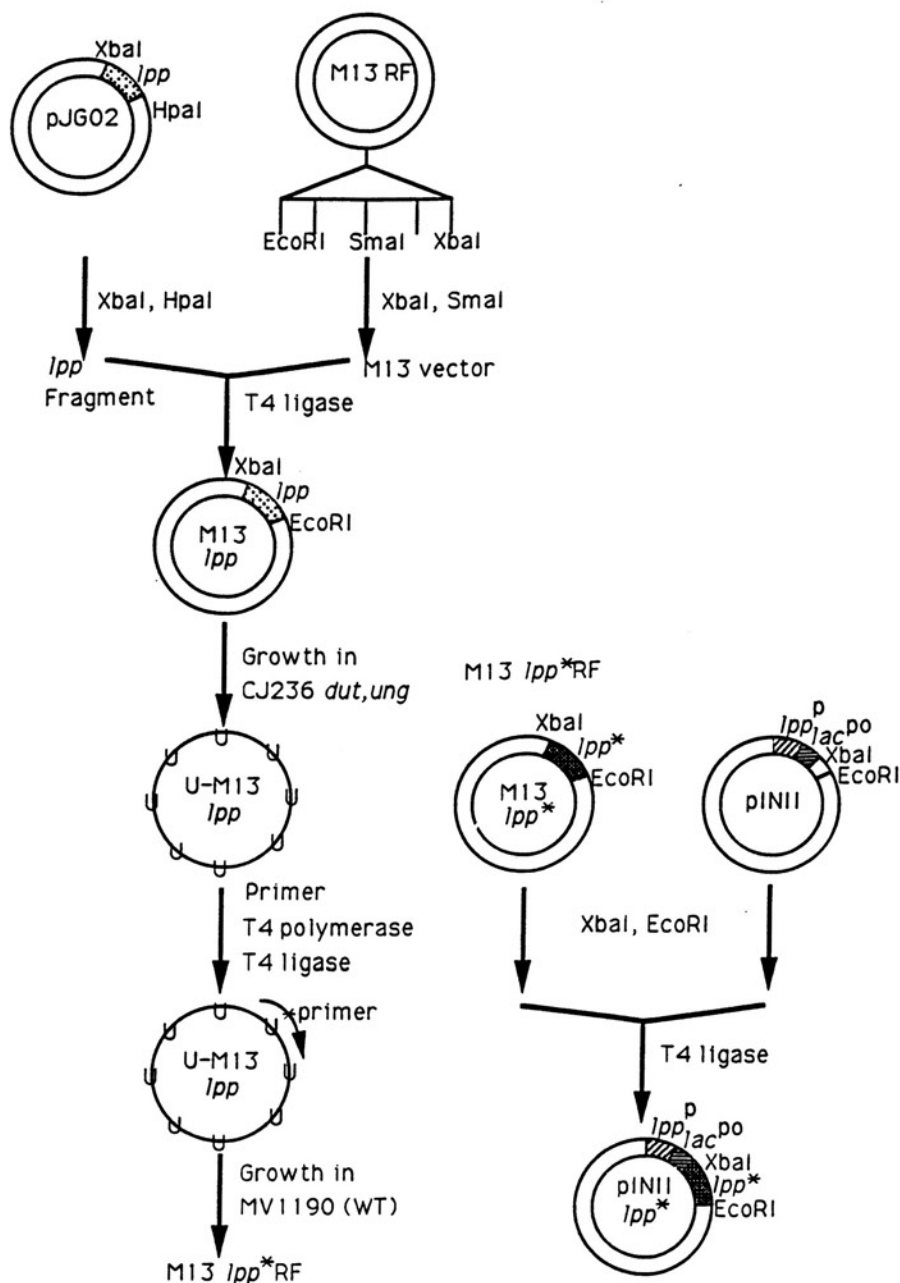 XbaI
lpp
pJG02
HpaI
M13 RF
EcoRI SmaI XbaI
XbaI, HpaI
XbaI, SmaI
lpp
Fragment
M13 vector
T4 ligase
XbaI
lpp
EcoRI
M13
lpp
Growth in
CJ236 dut,ung
U
U
U
U
U
U
U
U
U-M13
lpp
Primer
T4 polymerase
T4 ligase
*primer
U
U
U
U
U
U
U
U
U-M13
lpp
Growth in
MV1190 (WT)
M13 lpp*RF
M13 lpp*RF
XbaI
lpp*
EcoRI
M13
lpp*
lpp p
lac po
XbaI
EcoRI
pINII
XbaI, EcoRI
T4 ligase
lpp p
lac po
XbaI
lpp*
EcoRI
pINII
lpp*